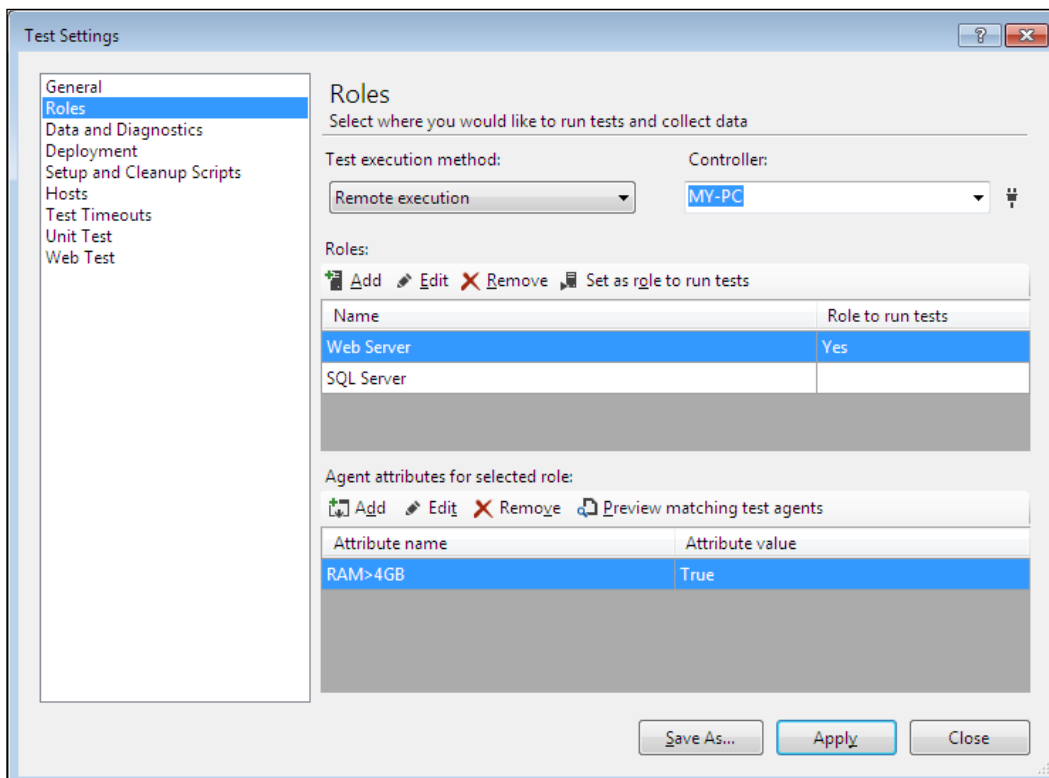 Test Settings
General
Roles
Data and Diagnostics
Deployment
Setup and Cleanup Scripts
Hosts
Test Timeouts
Unit Test
Web Test
Roles
Select where you would like to run tests and collect data
Test execution method: Controller:
Remote execution MY-PC
Roles:
Add Edit Remove Set as role to run tests
Name Role to run tests
Web Server Yes
SQL Server
Agent attributes for selected role:
Add Edit Remove Preview matching test agents
Attribute name Attribute value
RAM>4GB True
Save As... Apply Close